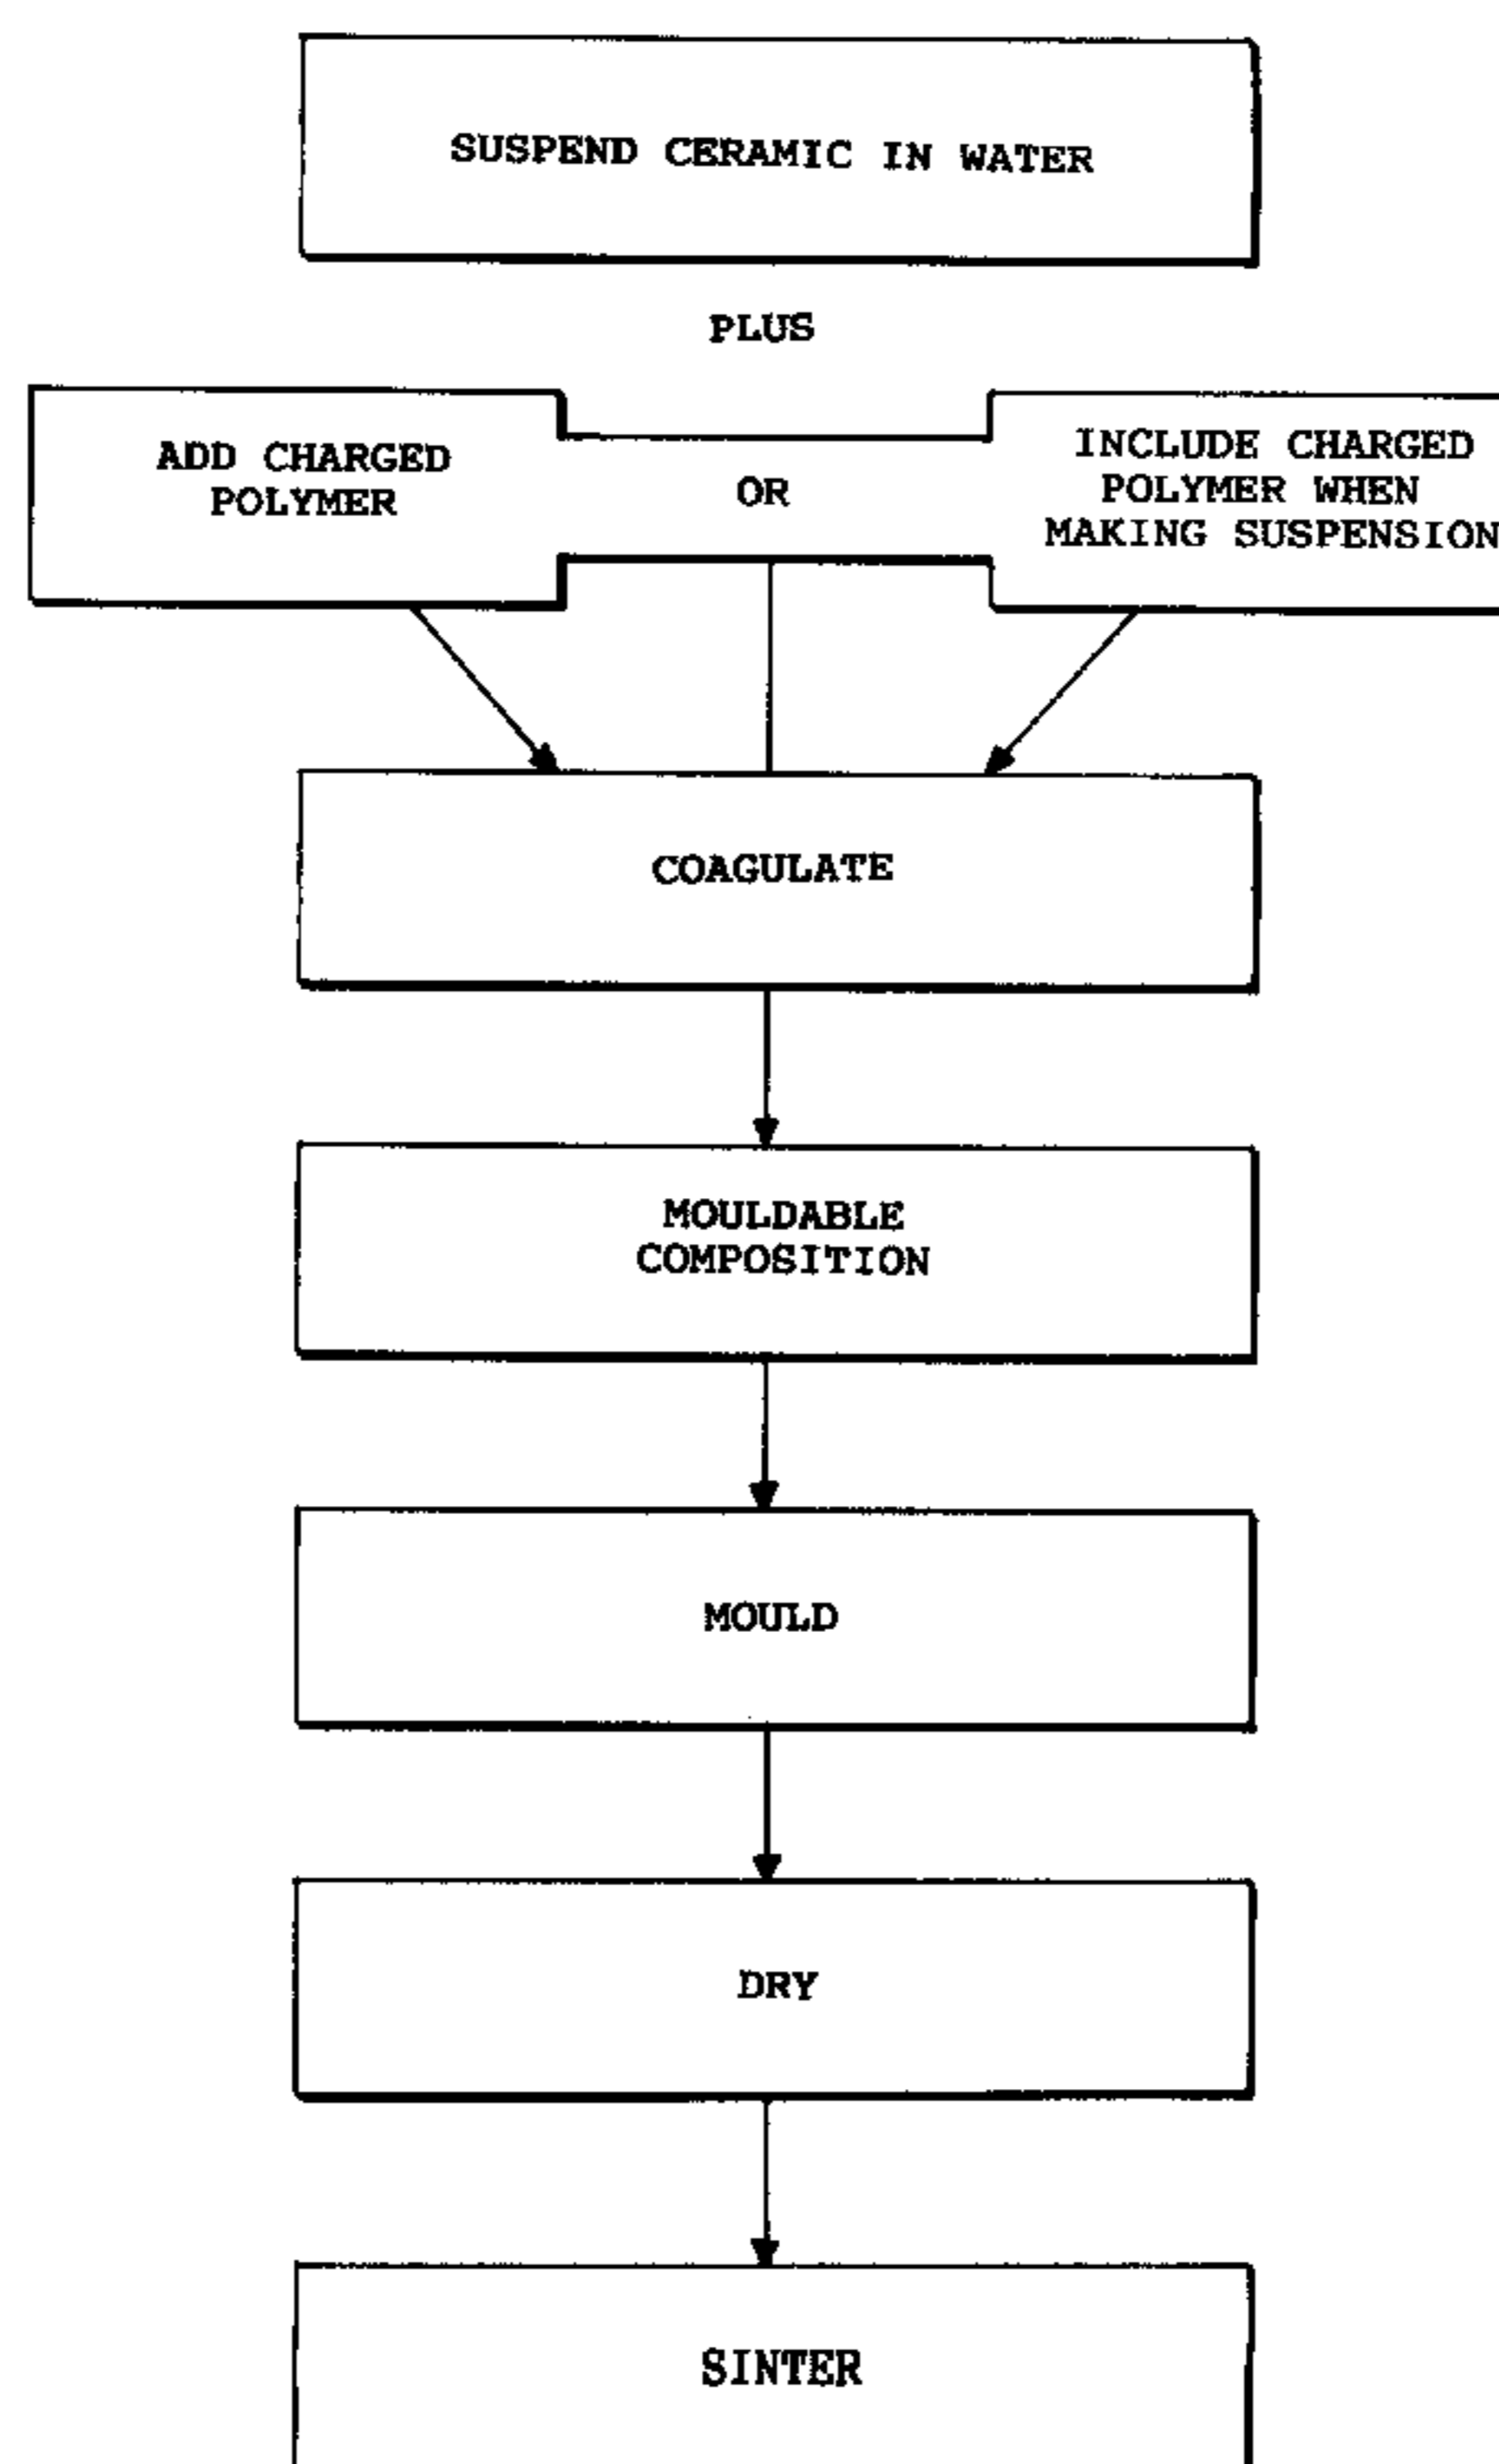 SUSPEND CERAMIC IN WATER
PLUS
ADD CHARGED
POLYMER
OR
INCLUDE CHARGED
POLYMER WHEN
MAKING SUSPENSION
COAGULATE
MOULDABLE
COMPOSITION
MOULD
DRY
SINTER